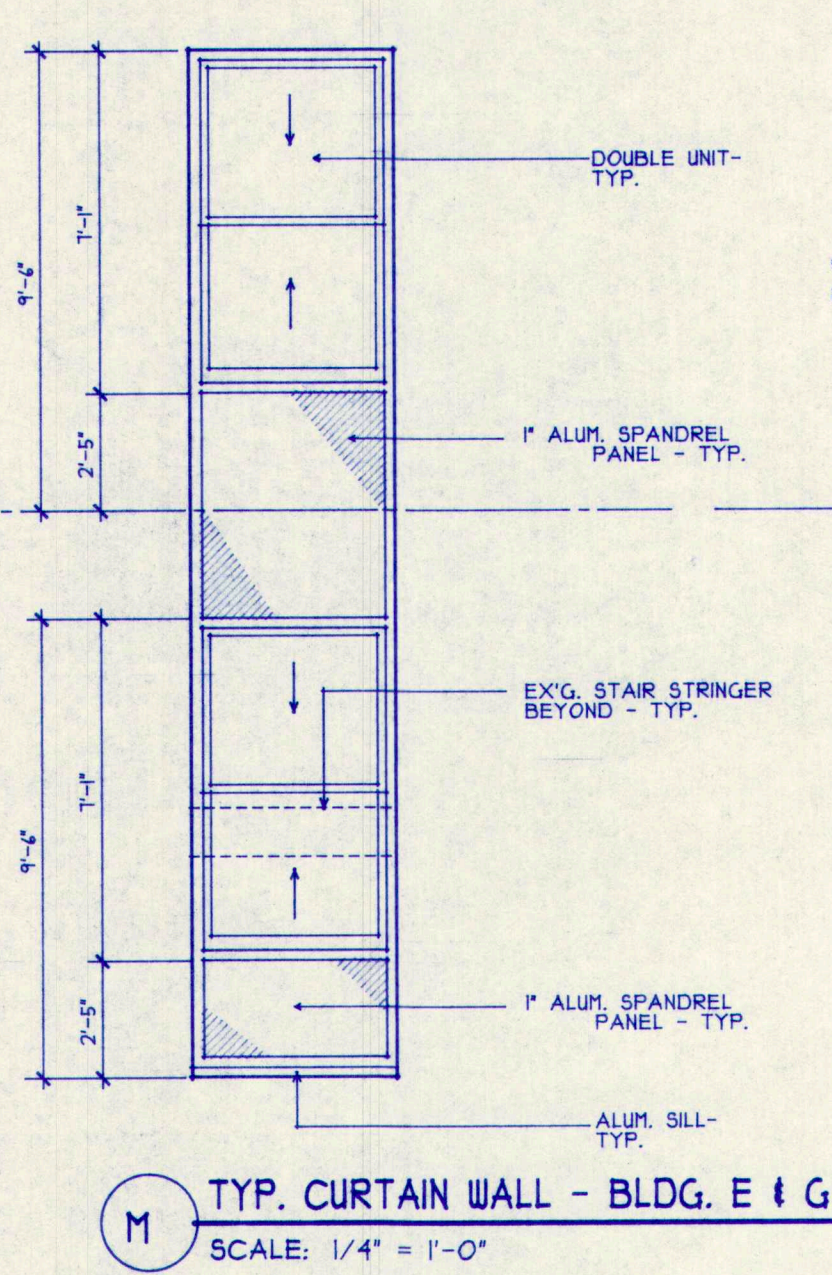 DOUBLE UNIT-
TYP.
7'-1"
9'-6"
1" ALUM. SPANDREL
PANEL - TYP.
2'-5"
EX'G. STAIR STRINGER
BEYOND - TYP.
7'-1"
9'-6"
1" ALUM. SPANDREL
PANEL - TYP.
2'-5"
ALUM. SILL-
TYP.
M
TYP. CURTAIN WALL - BLDG. E & G
SCALE: 1/4" = 1'-0"